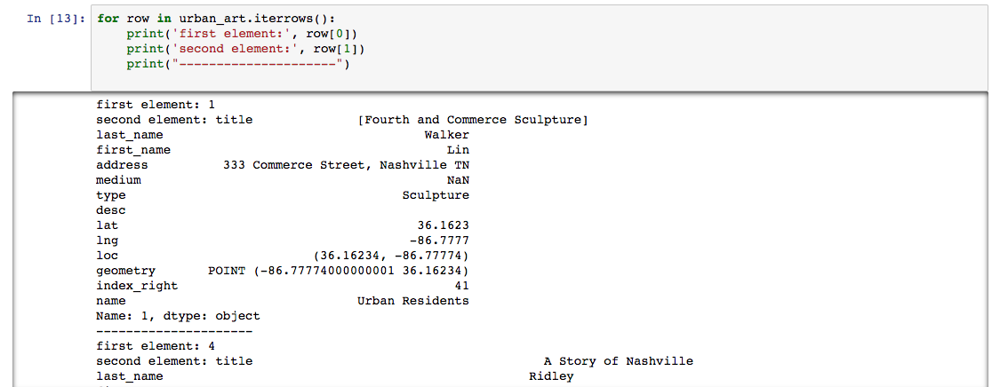 In [13]: for row in urban_art.iterrows():
print('first element:', row[0])
print('second element:', row[1])
print("---------------------")
first element: 1
second element: title [Fourth and Commerce Sculpture]
last_name Walker
first_name Lin
address 333 Commerce Street, Nashville TN
medium NaN
type Sculpture
desc
lat 36.1623
lng -86.7777
loc (36.16234, -86.77774)
geometry POINT (-86.77774000000001 36.16234)
index_right 41
name Urban Residents
Name: 1, dtype: object
---------------------
first element: 4
second element: title A Story of Nashville
last_name Ridley